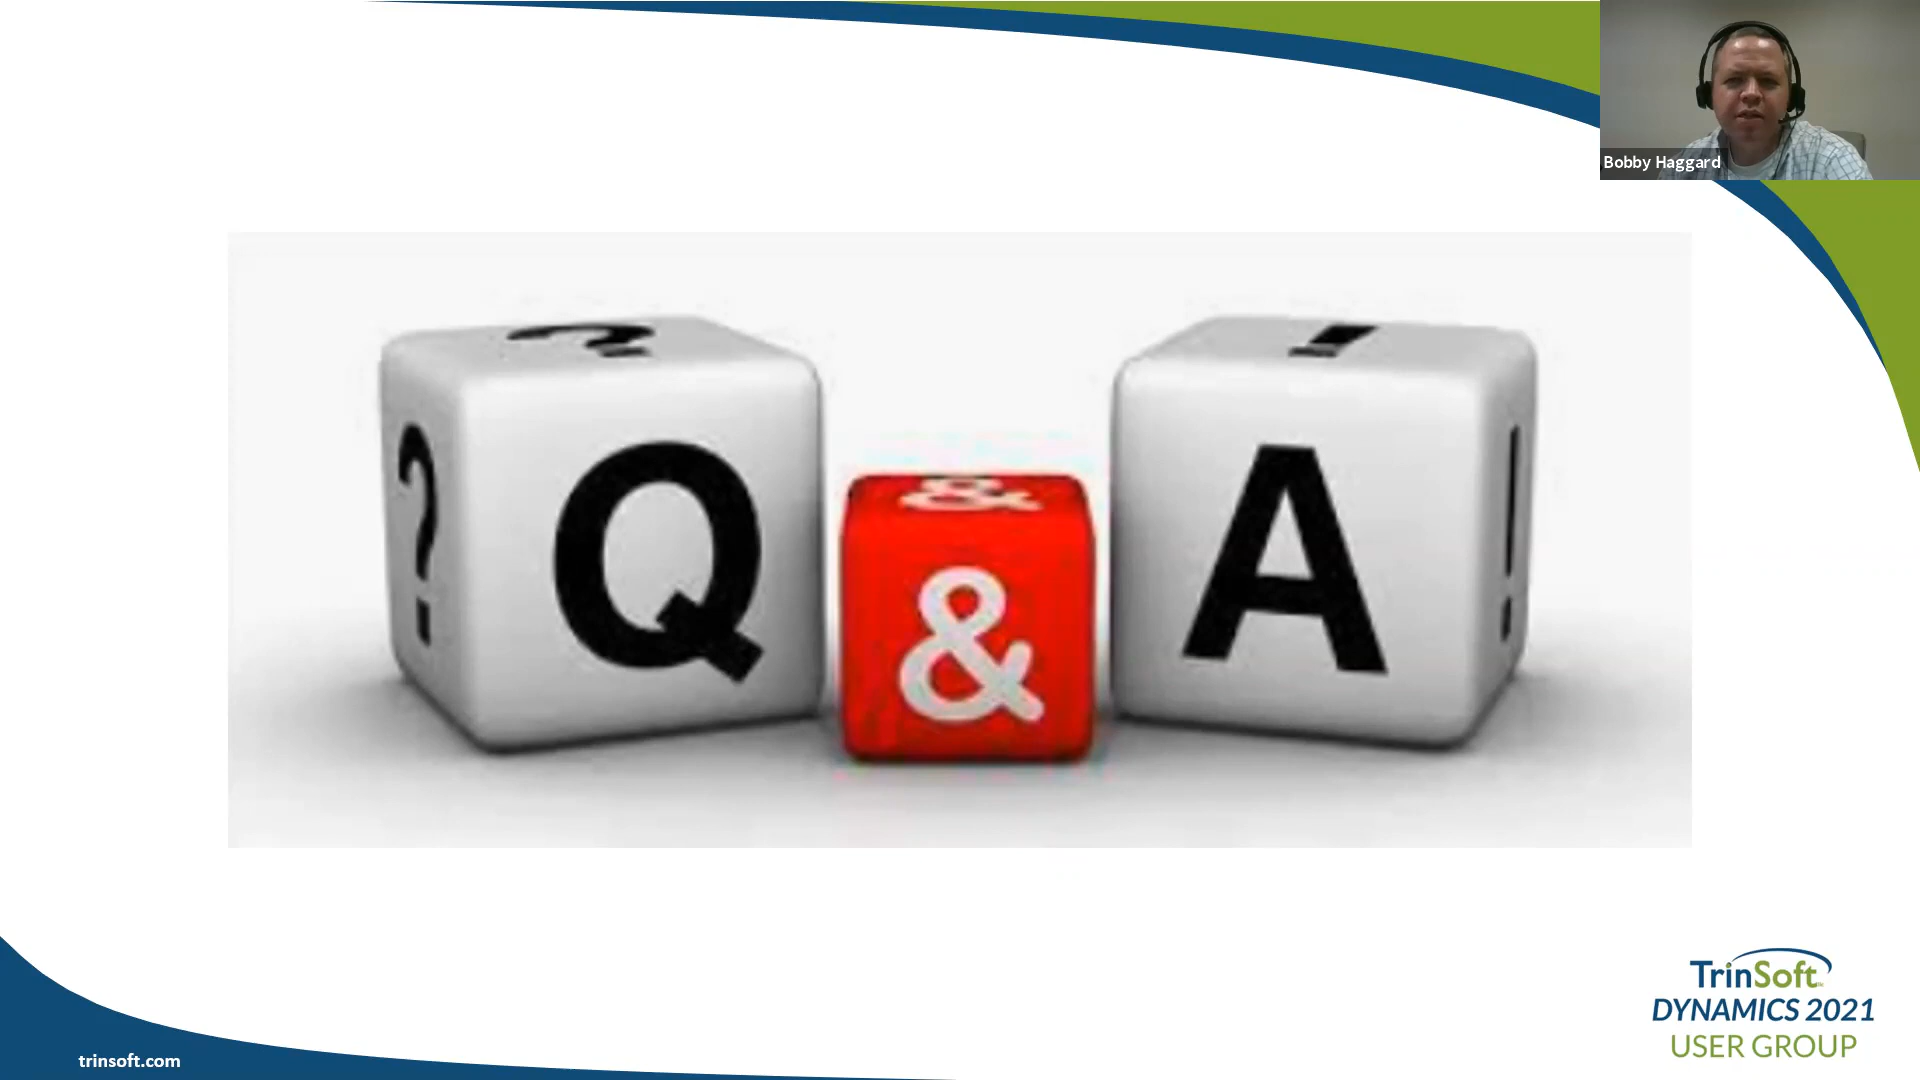 Bobby Haggard
?
!
? Q & A !
&
trinsoft.com
TrinSoft
DYNAMICS 2021
USER GROUP